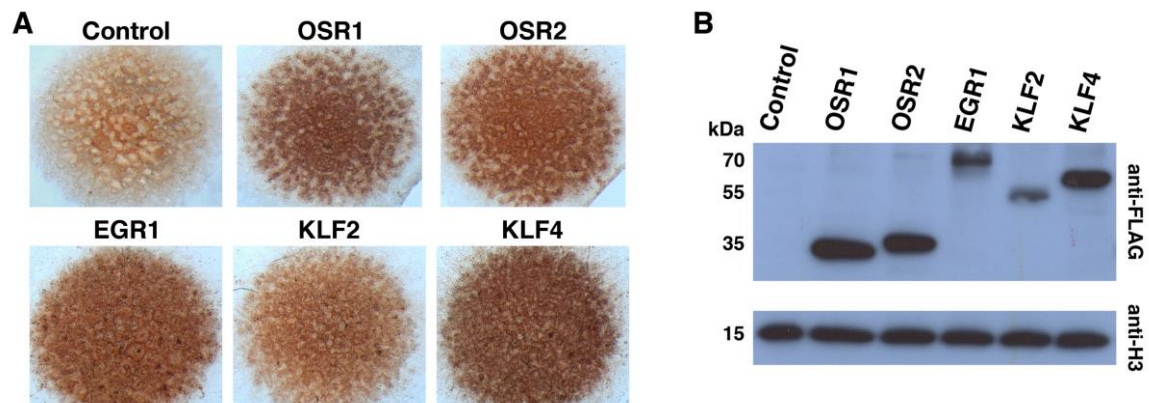 A
Control
OSR1
OSR2
EGR1
KLF2
KLF4
B
Control
OSR1
OSR2
EGR1
KLF2
KLF4
kDa
70
55
35
anti-FLAG
15
anti-H3